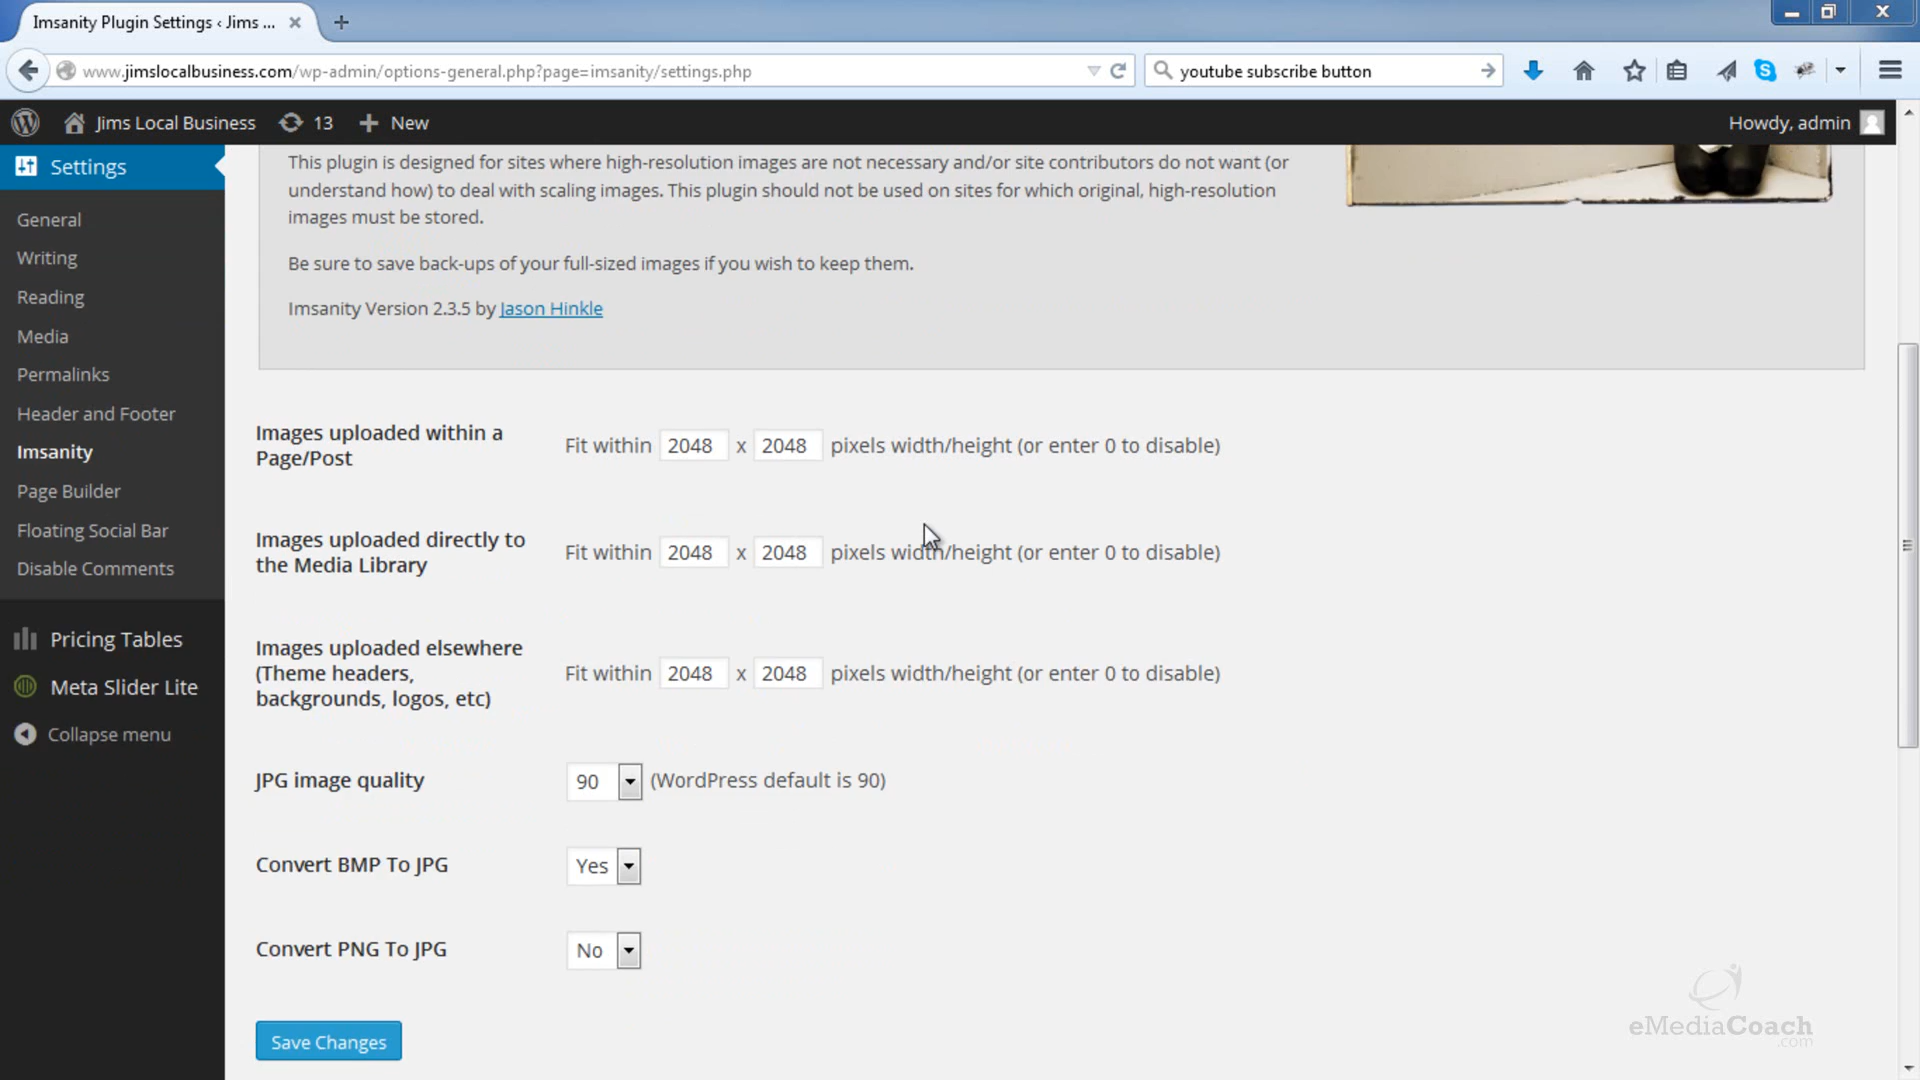 Imsanity Plugin Settings ‹ Jims ...
www.jimslocalbusiness.com/wp-admin/options-general.php?page=imsanity/settings.php
youtube subscribe button
Jims Local Business 13 New
Howdy, admin
Settings
General
Writing
Reading
Media
Permalinks
Header and Footer
Imsanity
Page Builder
Floating Social Bar
Disable Comments
Pricing Tables
Meta Slider Lite
Collapse menu
This plugin is designed for sites where high-resolution images are not necessary and/or site contributors do not want (or
understand how) to deal with scaling images. This plugin should not be used on sites for which original, high-resolution
images must be stored.
Be sure to save back-ups of your full-sized images if you wish to keep them.
Imsanity Version 2.3.5 by Jason Hinkle
Images uploaded within a
Page/Post
Fit within 2048 x 2048 pixels width/height (or enter 0 to disable)
Images uploaded directly to
the Media Library
Fit within 2048 x 2048 pixels width/height (or enter 0 to disable)
Images uploaded elsewhere
(Theme headers,
backgrounds, logos, etc)
Fit within 2048 x 2048 pixels width/height (or enter 0 to disable)
JPG image quality
90 (WordPress default is 90)
Convert BMP To JPG
Yes
Convert PNG To JPG
No
Save Changes
eMediaCoach
.com